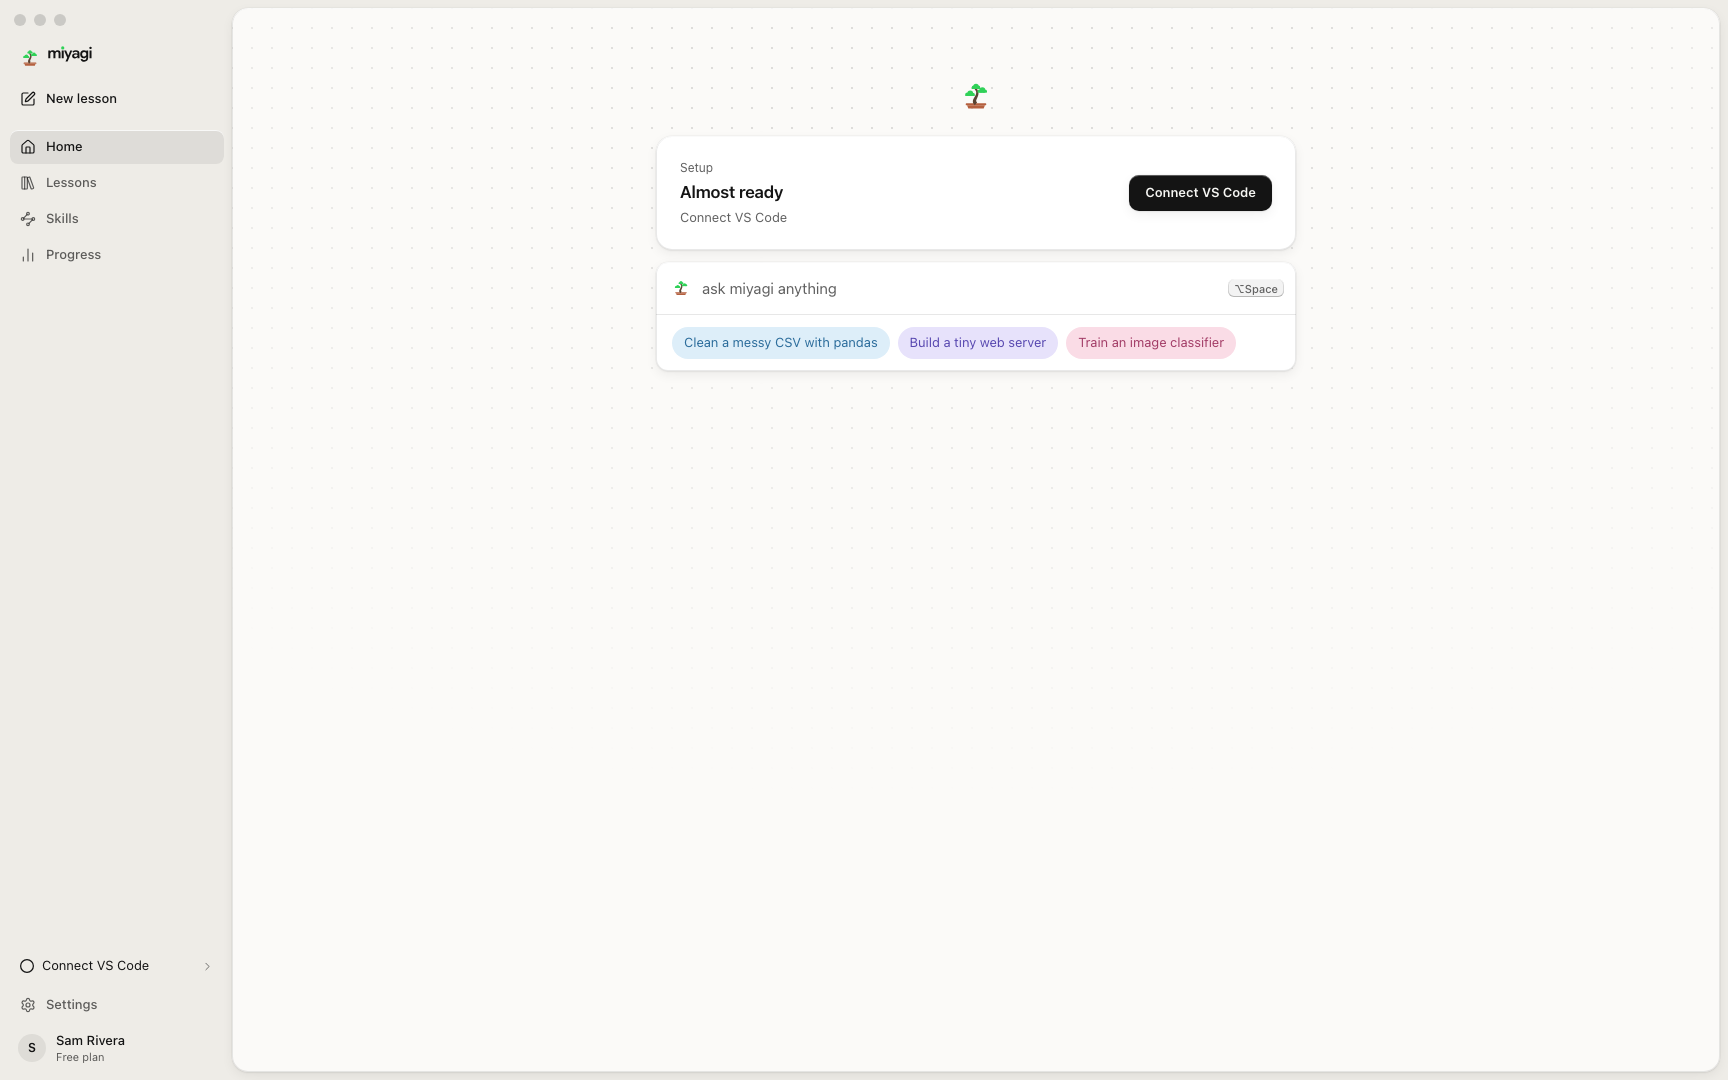 miyagi
New lesson
Home
Lessons
Skills
Progress
Setup
Almost ready
Connect VS Code
Connect VS Code
ask miyagi anything
⌥Space
Clean a messy CSV with pandas
Build a tiny web server
Train an image classifier
Connect VS Code
Settings
S
Sam Rivera
Free plan